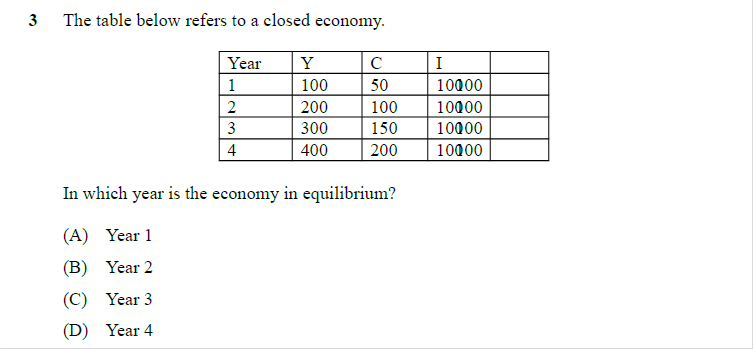 3 The table below refers to a closed economy.
Year Y C I
1 100 50 10000
2 200 100 10000
3 300 150 10000
4 400 200 10000
In which year is the economy in equilibrium?
(A) Year 1
(B) Year 2
(C) Year 3
(D) Year 4